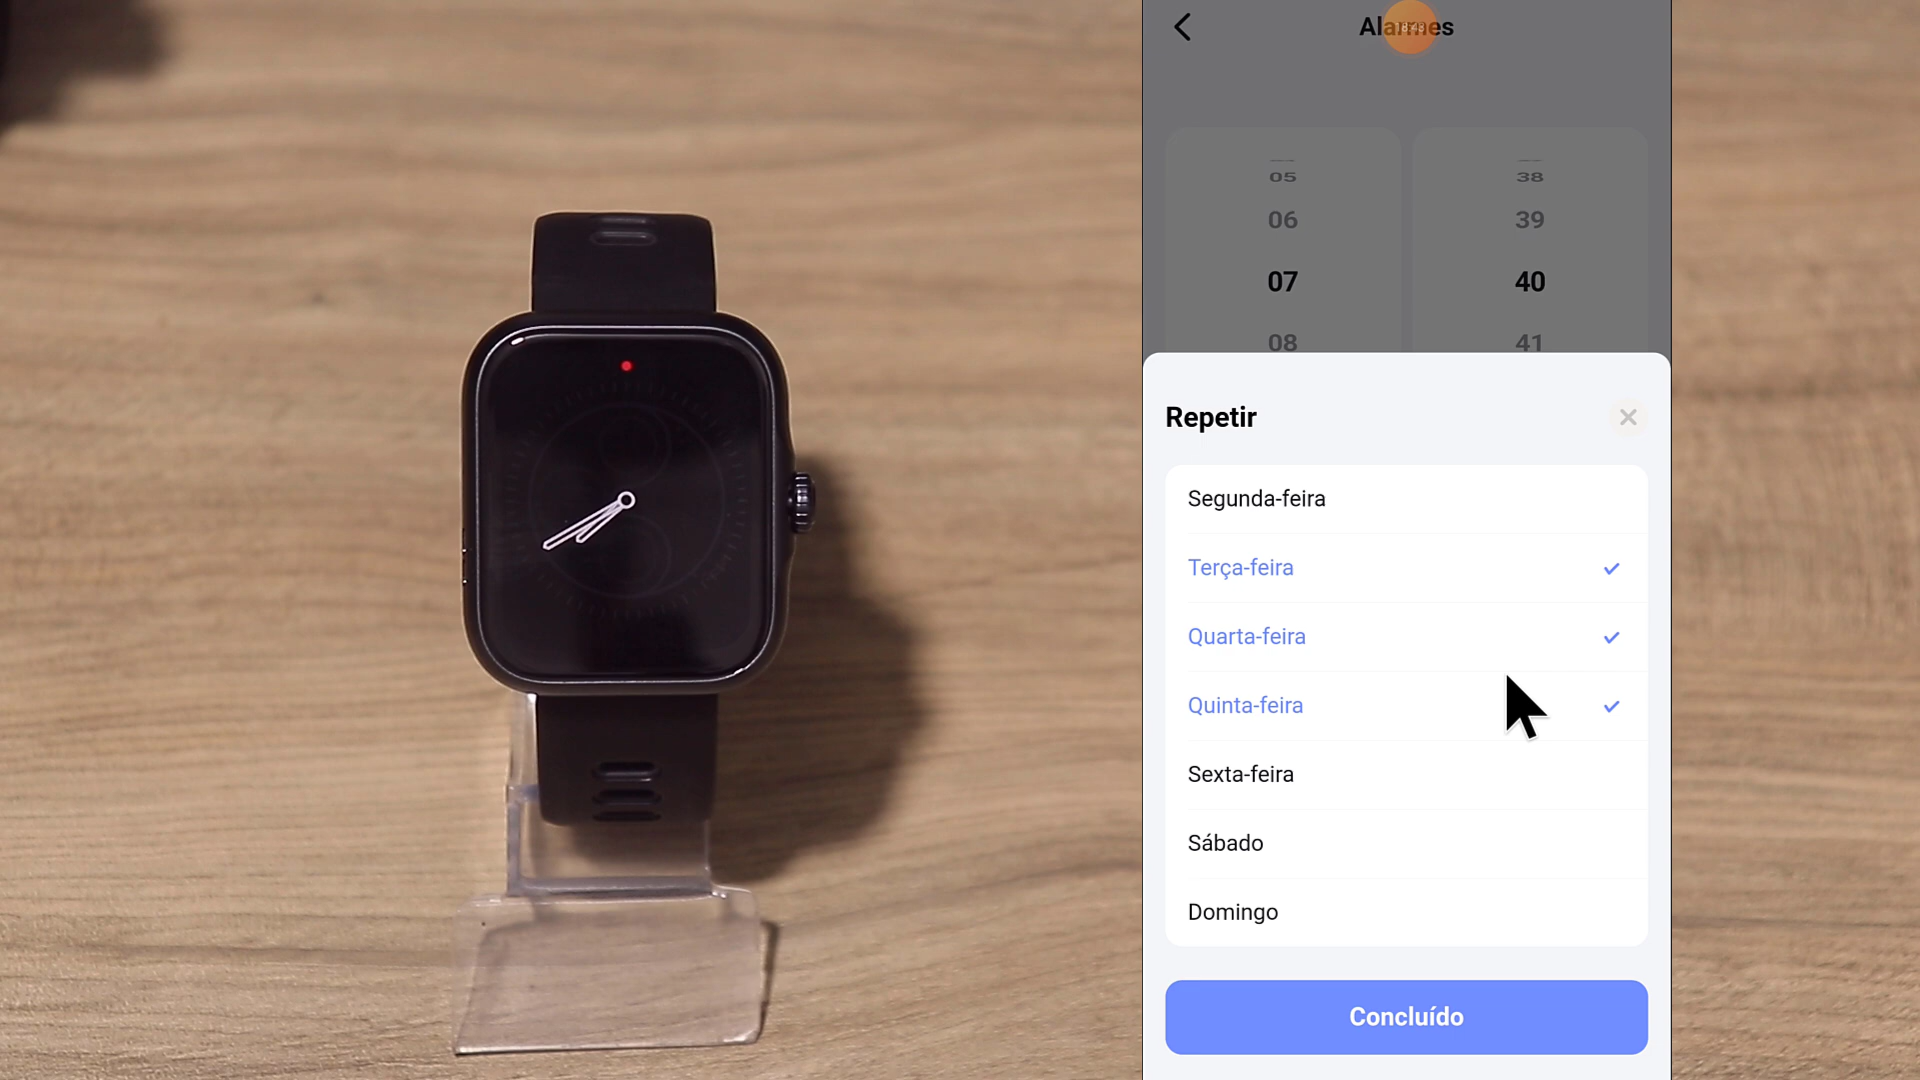 Alarmes
05 38
06 39
07 40
08 41
Repetir
Segunda-feira
Terça-feira
Quarta-feira
Quinta-feira
Sexta-feira
Sábado
Domingo
Concluído